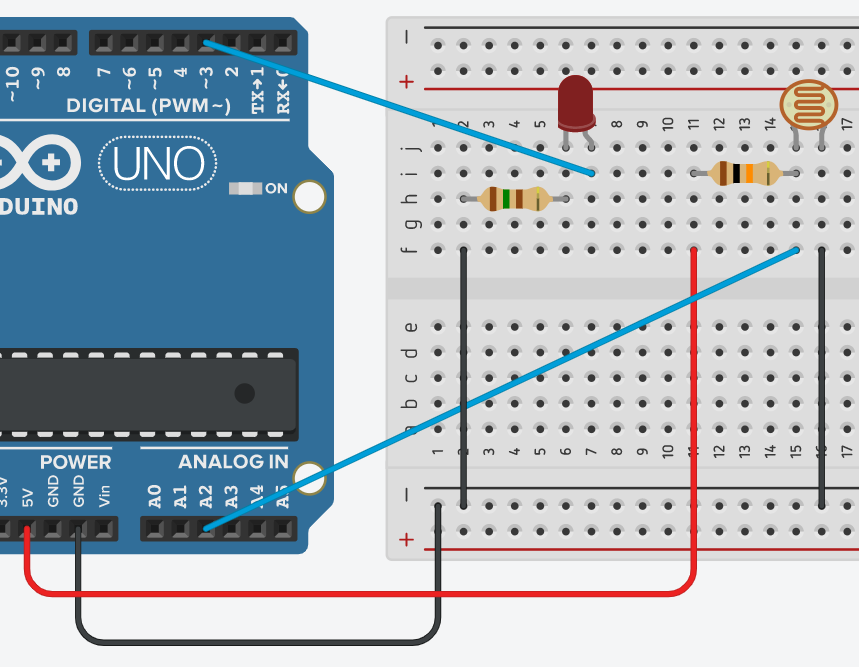 ~10 ~9 8 7 ~6 ~5 4 ~3 2 TX→1 RX←0
DIGITAL (PWM~)
UNO
ON
DUINO
POWER
ANALOG IN
3.3V 5V GND GND Vin A0 A1 A2 A3 A4 A5
−
+
1 2 3 4 5 6 7 8 9 10 11 12 13 14 15 16 17
j
i
h
g
f
e
d
c
b
a
1 2 3 4 5 6 7 8 9 10 11 12 13 14 15 16 17
−
+